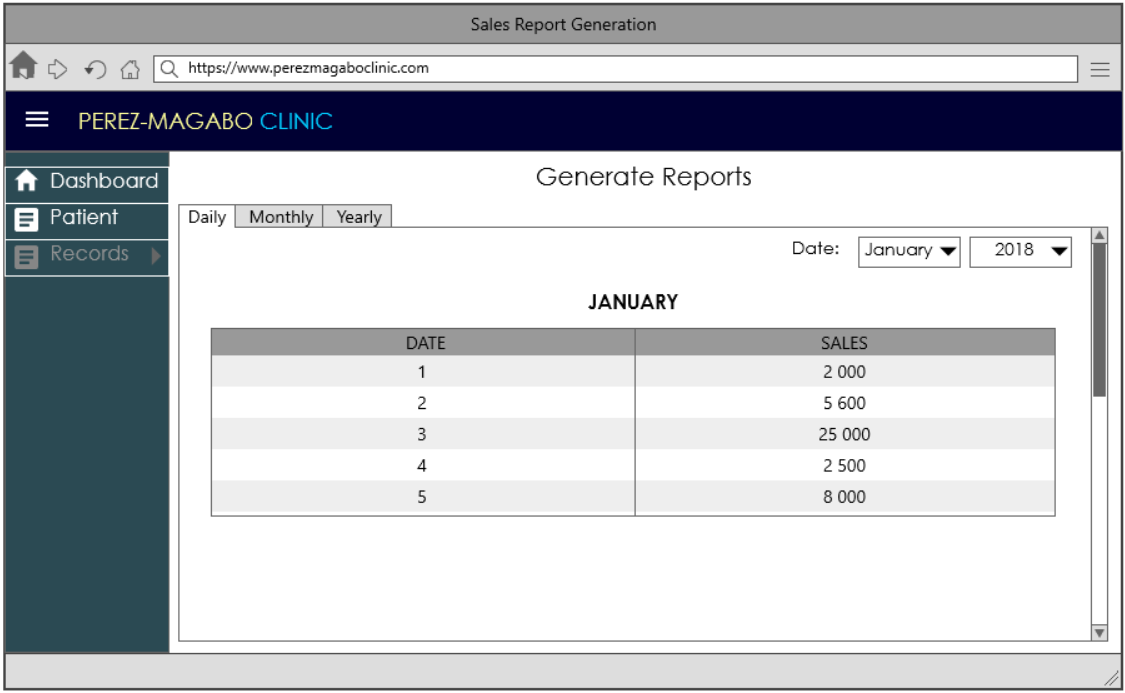 Sales Report Generation
https://www.perezmagaboclinic.com
PEREZ-MAGABO CLINIC
Dashboard
Patient
Records
Generate Reports
Daily Monthly Yearly
Date: January 2018
JANUARY
DATE SALES
1 2 000
2 5 600
3 25 000
4 2 500
5 8 000